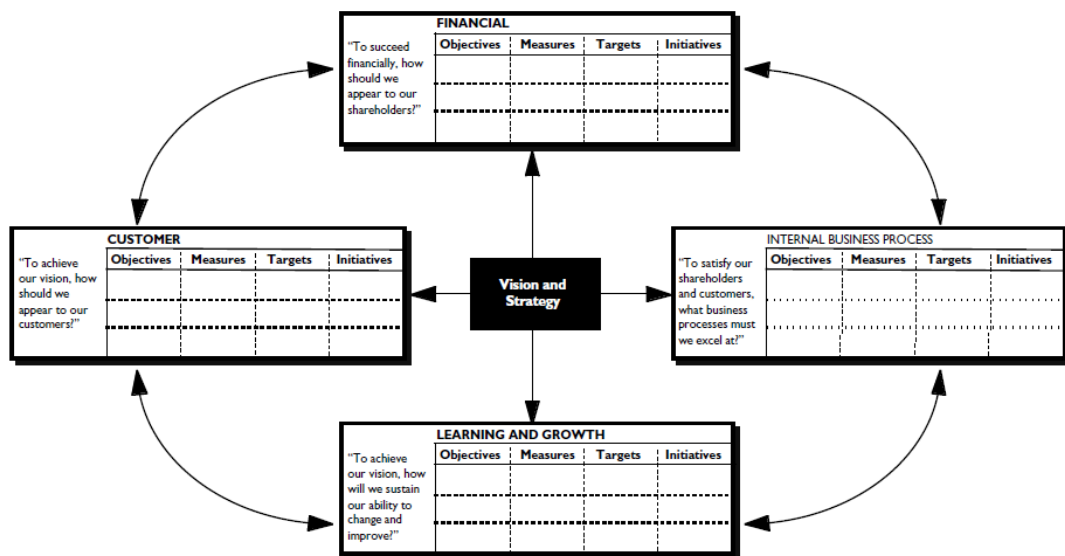 FINANCIAL
"To succeed
financially, how
should we
appear to our
shareholders?"
Objectives Measures Targets Initiatives
CUSTOMER
"To achieve
our vision, how
should we
appear to our
customers?"
Objectives Measures Targets Initiatives
Vision and
Strategy
INTERNAL BUSINESS PROCESS
"To satisfy our
shareholders
and customers,
what business
processes must
we excel at?"
Objectives Measures Targets Initiatives
LEARNING AND GROWTH
"To achieve
our vision, how
will we sustain
our ability to
change and
improve?"
Objectives Measures Targets Initiatives